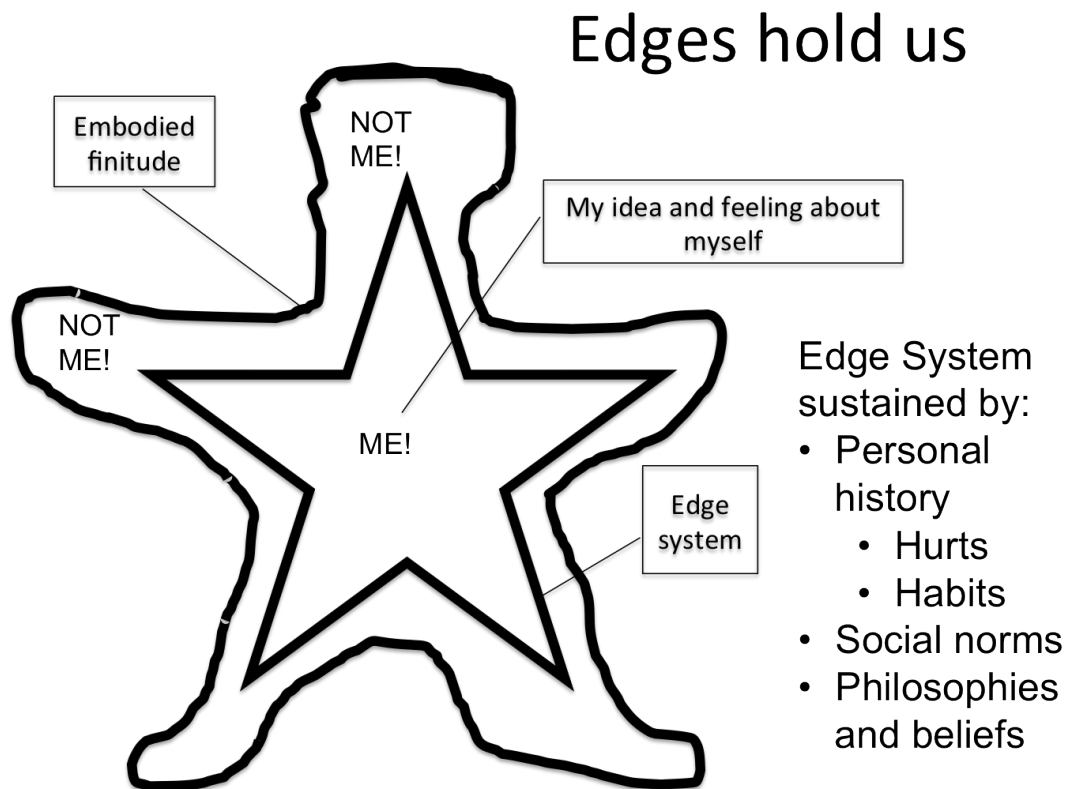 Edges hold us
Embodied
finitude
NOT
ME!
My idea and feeling about
myself
NOT
ME!
ME!
Edge
system
Edge System
sustained by:
• Personal
history
• Hurts
• Habits
• Social norms
• Philosophies
and beliefs